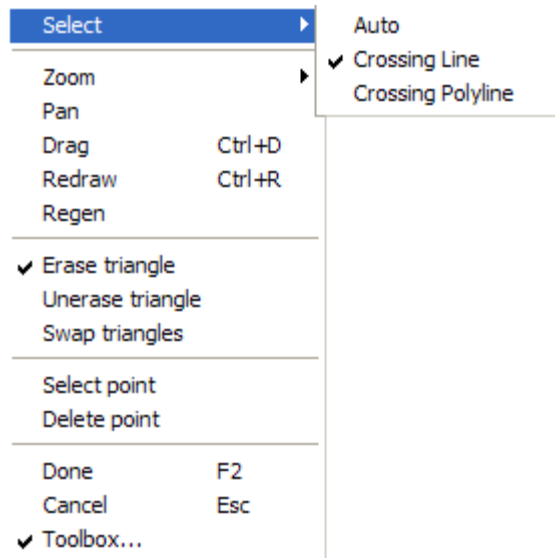 Select
Auto
Crossing Line
Crossing Polyline
Zoom
Pan
Drag Ctrl+D
Redraw Ctrl+R
Regen
Erase triangle
Unerase triangle
Swap triangles
Select point
Delete point
Done F2
Cancel Esc
Toolbox...